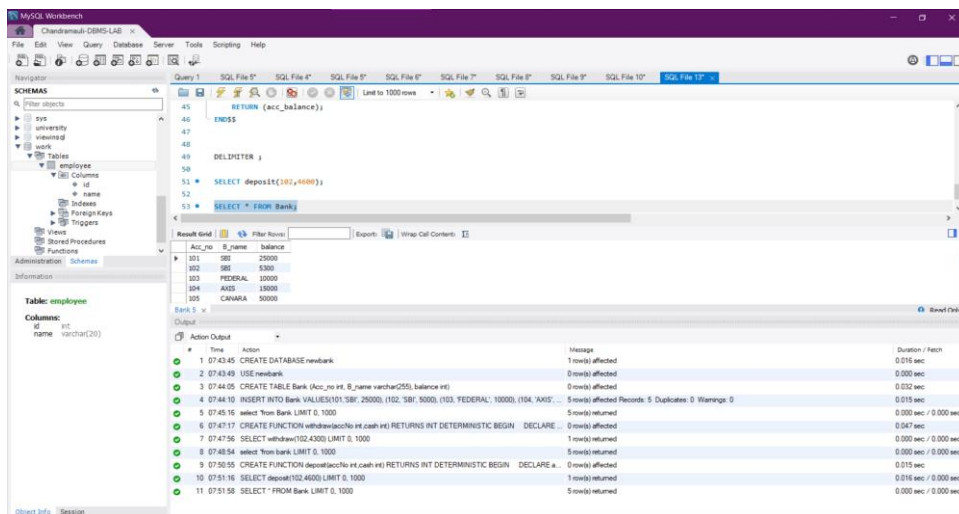 MySQL Workbench
Chandramauli-DBMS-LAB ×
File Edit View Query Database Server Tools Scripting Help
Navigator
SCHEMAS
Filter objects
sys
university
viewinsql
work
Tables
employee
Columns
id
name
Indexes
Foreign Keys
Triggers
Views
Stored Procedures
Functions
Administration Schemas
Information
Table: employee
Columns:
id int
name varchar(20)
Object Info Session
Query 1 SQL File 5* SQL File 4* SQL File 5* SQL File 6* SQL File 7* SQL File 8* SQL File 9* SQL File 10* SQL File 13* ×
Limit to 1000 rows
45 RETURN (acc_balance);
46 END$$
47
48
49 DELIMITER ;
50
51 SELECT deposit(102,4600);
52
53 SELECT * FROM Bank;
Result Grid Filter Rows: Export: Wrap Cell Content:
Acc_no B_name balance
101 SBI 25000
102 SBI 5300
103 FEDERAL 10000
104 AXIS 15000
105 CANARA 50000
Bank 5 × Read Only
Output
Action Output
# Time Action Message Duration / Fetch
1 07:43:45 CREATE DATABASE newbank 1 row(s) affected 0.016 sec
2 07:43:49 USE newbank 0 row(s) affected 0.000 sec
3 07:44:05 CREATE TABLE Bank (Acc_no int, B_name varchar(255), balance int) 0 row(s) affected 0.032 sec
4 07:44:10 INSERT INTO Bank VALUES(101,'SBI', 25000), (102, 'SBI', 5000), (103, 'FEDERAL', 10000), (104, 'AXIS', ... 5 row(s) affected Records: 5 Duplicates: 0 Warnings: 0 0.015 sec
5 07:45:16 select *from Bank LIMIT 0, 1000 5 row(s) returned 0.000 sec / 0.000 sec
6 07:47:17 CREATE FUNCTION withdraw(accNo int,cash int) RETURNS INT DETERMINISTIC BEGIN DECLARE ... 0 row(s) affected 0.047 sec
7 07:47:56 SELECT withdraw(102,4300) LIMIT 0, 1000 1 row(s) returned 0.000 sec / 0.000 sec
8 07:48:54 select *from bank LIMIT 0, 1000 5 row(s) returned 0.000 sec / 0.000 sec
9 07:50:55 CREATE FUNCTION deposit(accNo int,cash int) RETURNS INT DETERMINISTIC BEGIN DECLARE a... 0 row(s) affected 0.015 sec
10 07:51:16 SELECT deposit(102,4600) LIMIT 0, 1000 1 row(s) returned 0.016 sec / 0.000 sec
11 07:51:58 SELECT * FROM Bank LIMIT 0, 1000 5 row(s) returned 0.000 sec / 0.000 sec